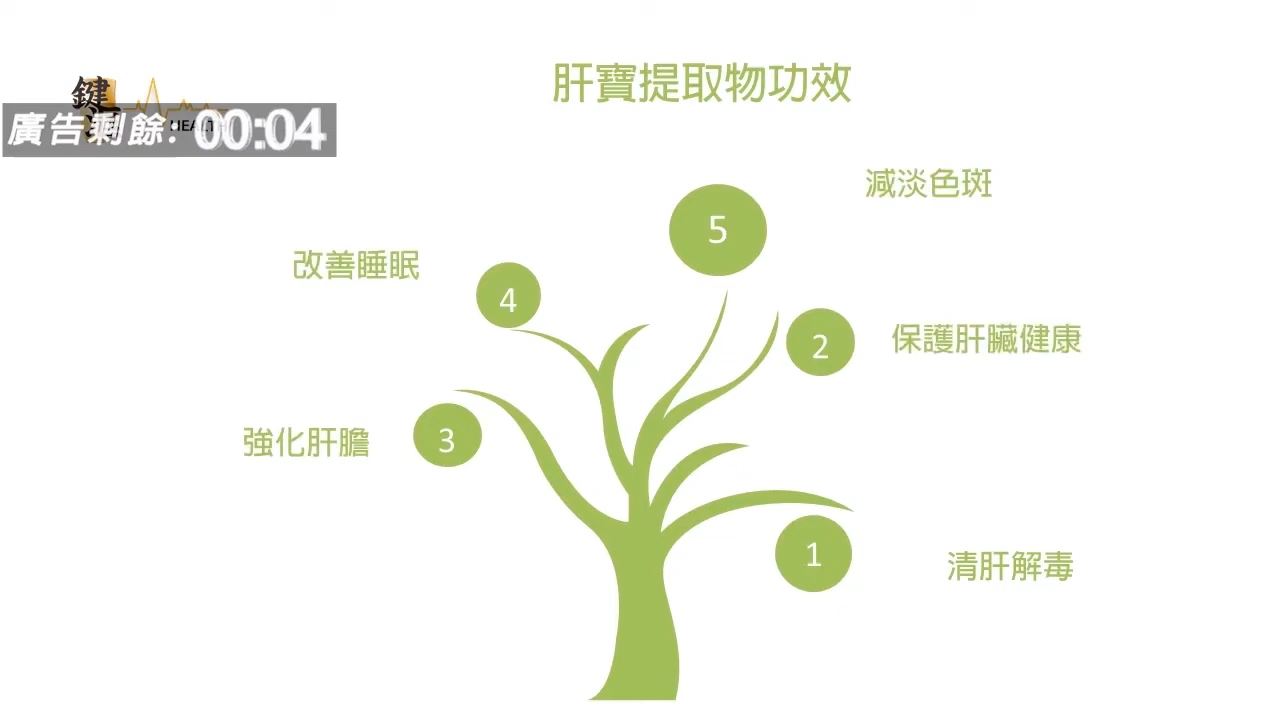 肝寶提取物功效
鍵
HEALTH
廣告剩餘: 00:04
減淡色斑
5
改善睡眠
4
2
保護肝臟健康
強化肝膽
3
1
清肝解毒